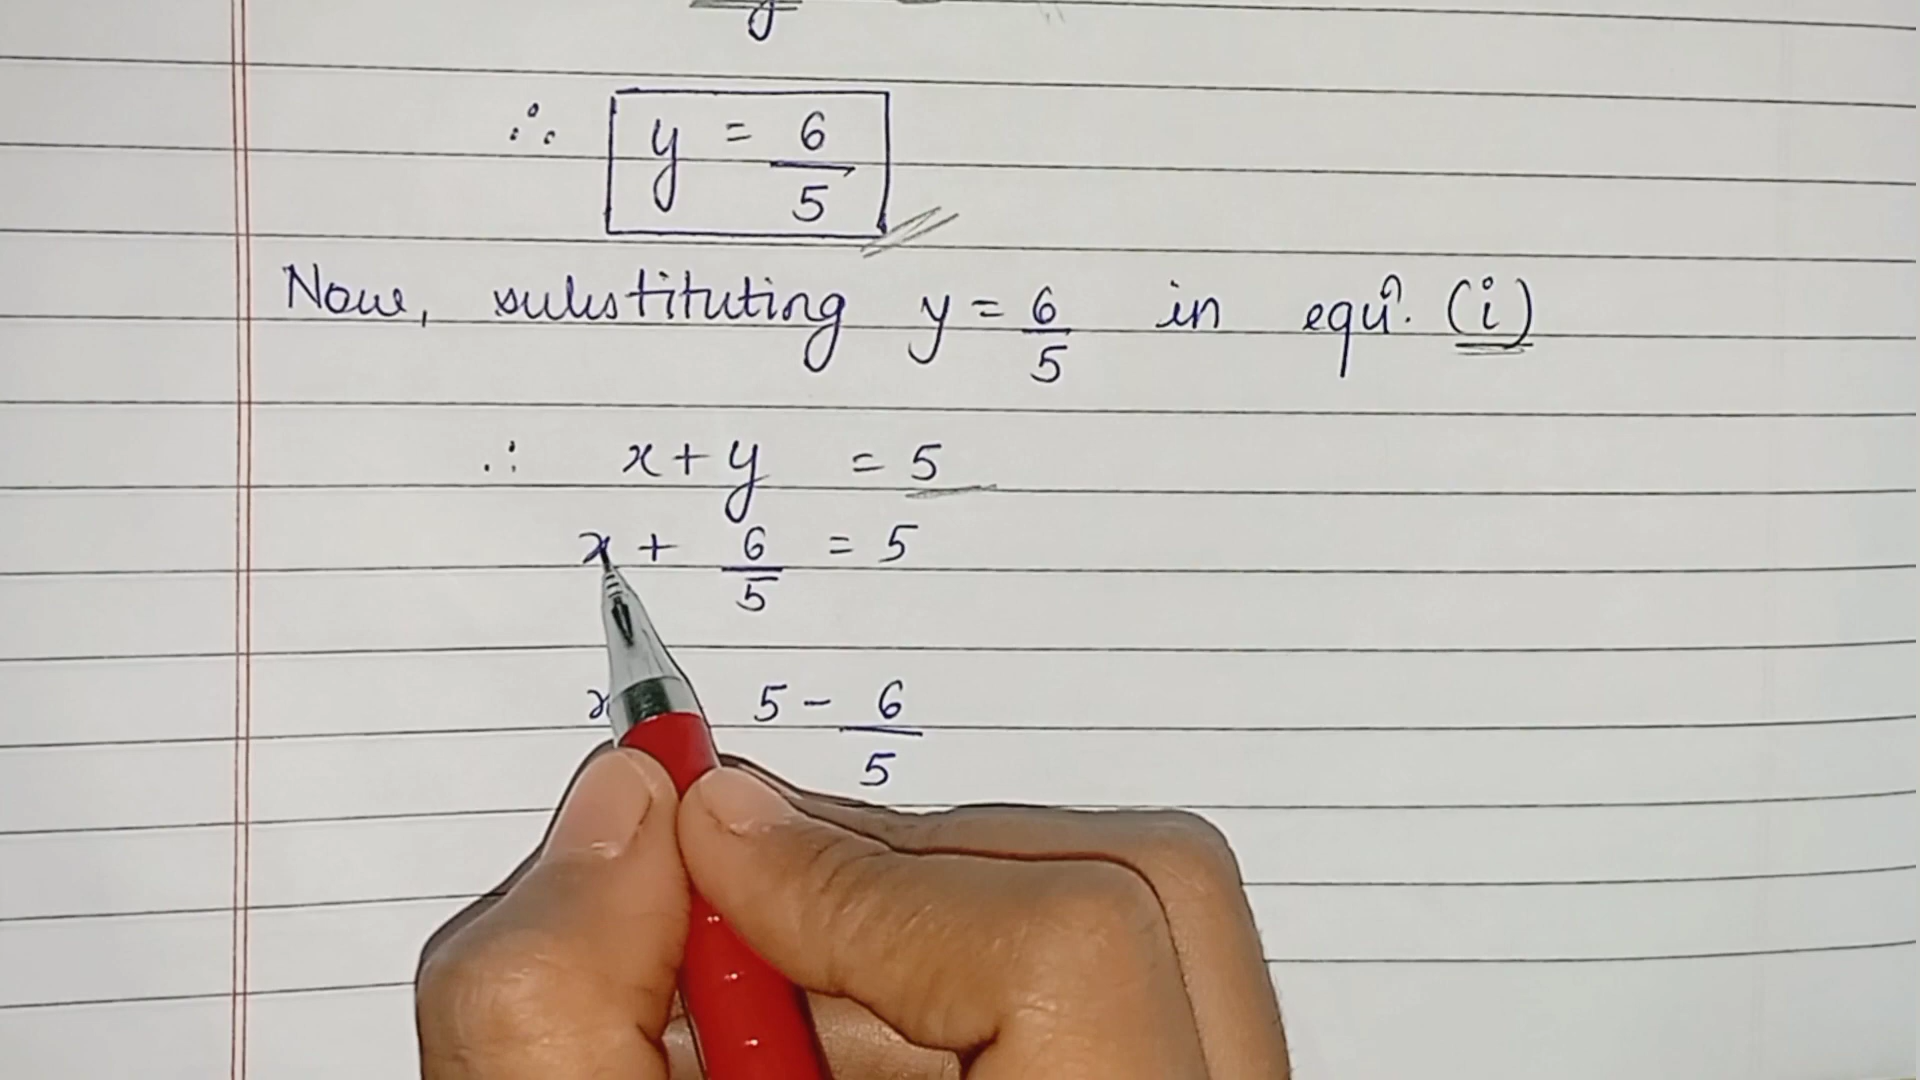 ∴ y = 6/5
Now, substituting y = 6/5 in equⁿ. (i)
∴ x + y = 5
x + 6/5 = 5
x 5 - 6/5